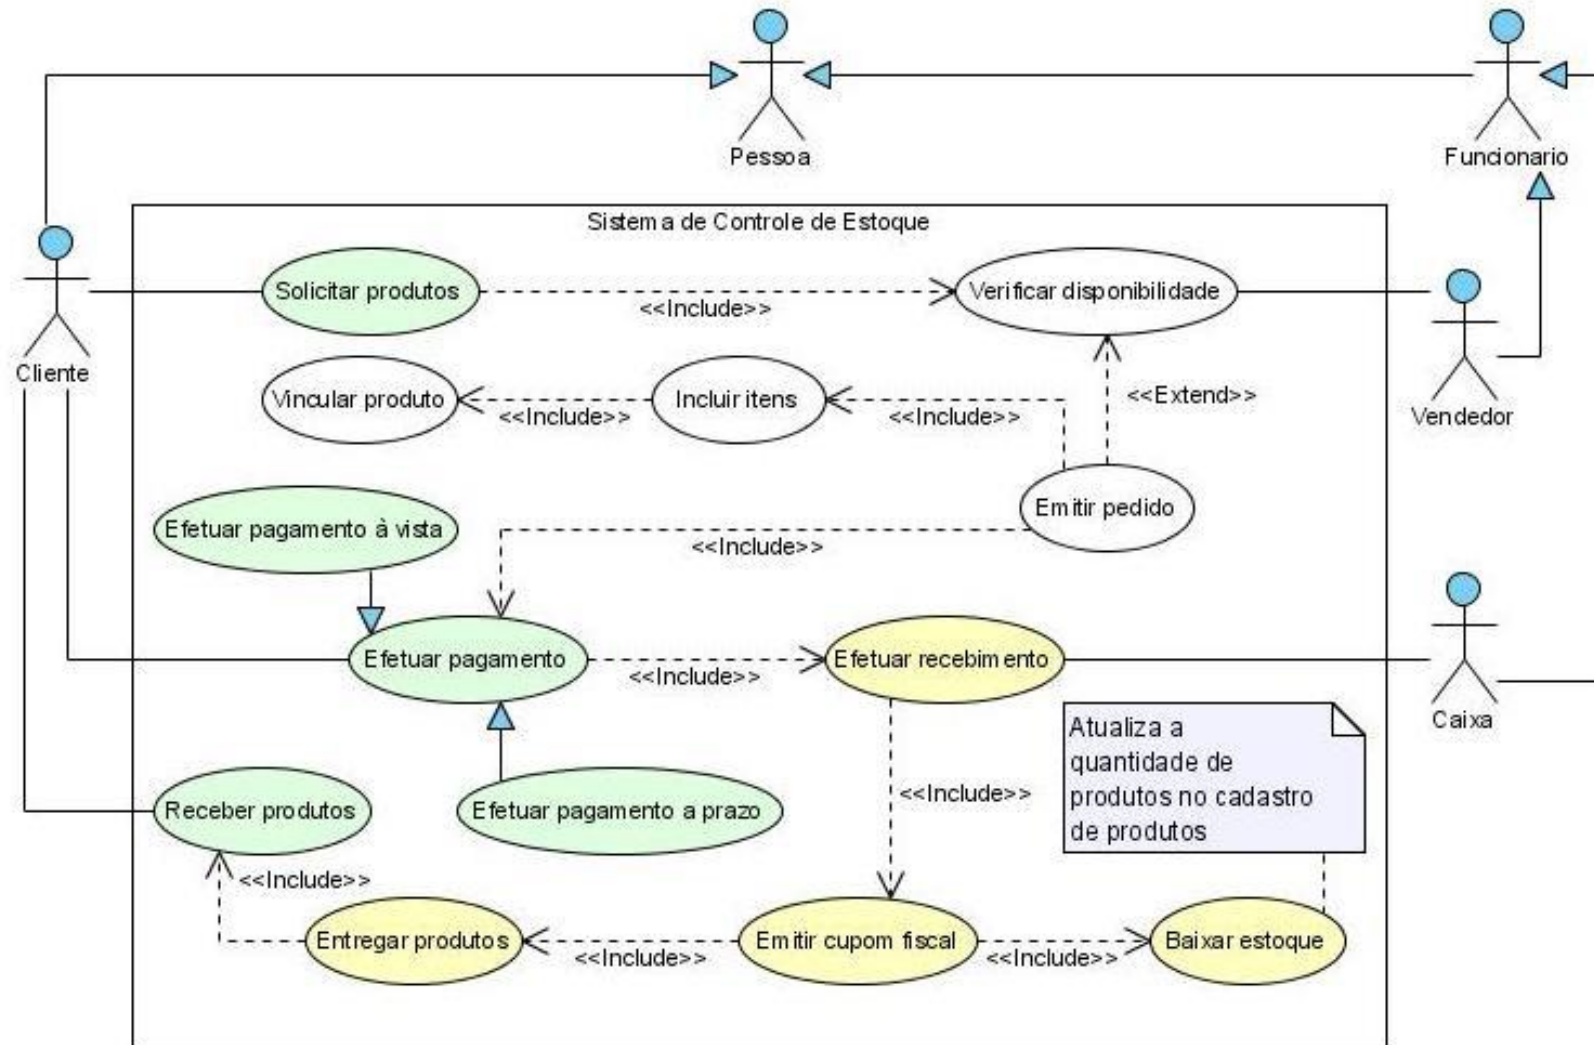 Pessoa
Funcionario
Sistema de Controle de Estoque
Solicitar produtos
<<Include>>
Verificar disponibilidade
Cliente
Vincular produto
<<Include>>
Incluir itens
<<Include>>
<<Extend>>
Vendedor
Efetuar pagamento à vista
Emitir pedido
<<Include>>
Efetuar pagamento
<<Include>>
Efetuar recebimento
Caixa
Atualiza a
quantidade de
produtos no cadastro
de produtos
<<Include>>
Receber produtos
Efetuar pagamento a prazo
<<Include>>
Entregar produtos
<<Include>>
Emitir cupom fiscal
<<Include>>
Baixar estoque